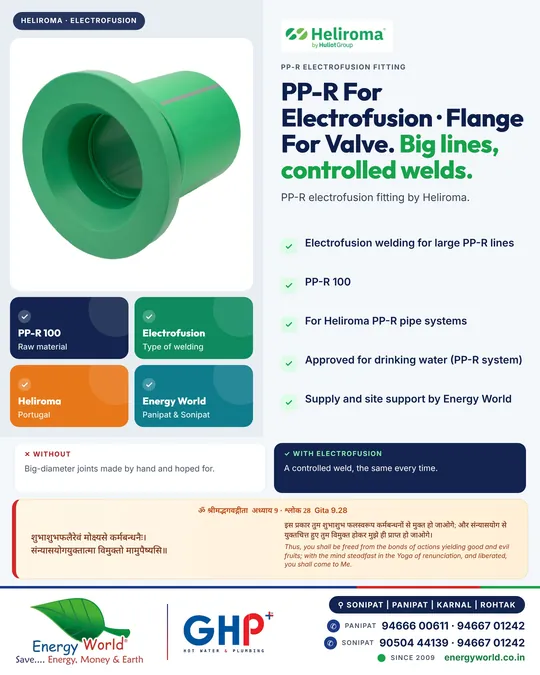 HELIROMA · ELECTROFUSION
Heliroma
by HuliotGroup
PP-R ELECTROFUSION FITTING
PP-R For
Electrofusion · Flange
For Valve. Big lines,
controlled welds.
PP-R electrofusion fitting by Heliroma.
Electrofusion welding for large PP-R lines
PP-R 100
For Heliroma PP-R pipe systems
Approved for drinking water (PP-R system)
Supply and site support by Energy World
PP-R 100
Raw material
Electrofusion
Type of welding
Heliroma
Portugal
Energy World
Panipat & Sonipat
✕ WITHOUT
Big-diameter joints made by hand and hoped for.
✓ WITH ELECTROFUSION
A controlled weld, the same every time.
ॐ श्रीमद्भगवद्गीता अध्याय 9 · श्लोक 28 Gita 9.28
शुभाशुभफलैरेवं मोक्ष्यसे कर्मबन्धनैः।
संन्यासयोगयुक्तात्मा विमुक्तो मामुपैष्यसि॥
इस प्रकार तुम शुभाशुभ फलस्वरूप कर्मबन्धनों से मुक्त हो जाओगे; और संन्यासयोग से
युक्तचित्त हुए तुम विमुक्त होकर मुझे ही प्राप्त हो जाओगे।
Thus, you shall be freed from the bonds of actions yielding good and evil
fruits; with the mind steadfast in the Yoga of renunciation, and liberated,
you shall come to Me.
Energy World
Save.... Energy, Money & Earth
GHP+
HOT WATER & PLUMBING
SONIPAT | PANIPAT | KARNAL | ROHTAK
PANIPAT 94666 00611 · 94667 01242
SONIPAT 90504 44139 · 94667 01242
SINCE 2009 energyworld.co.in